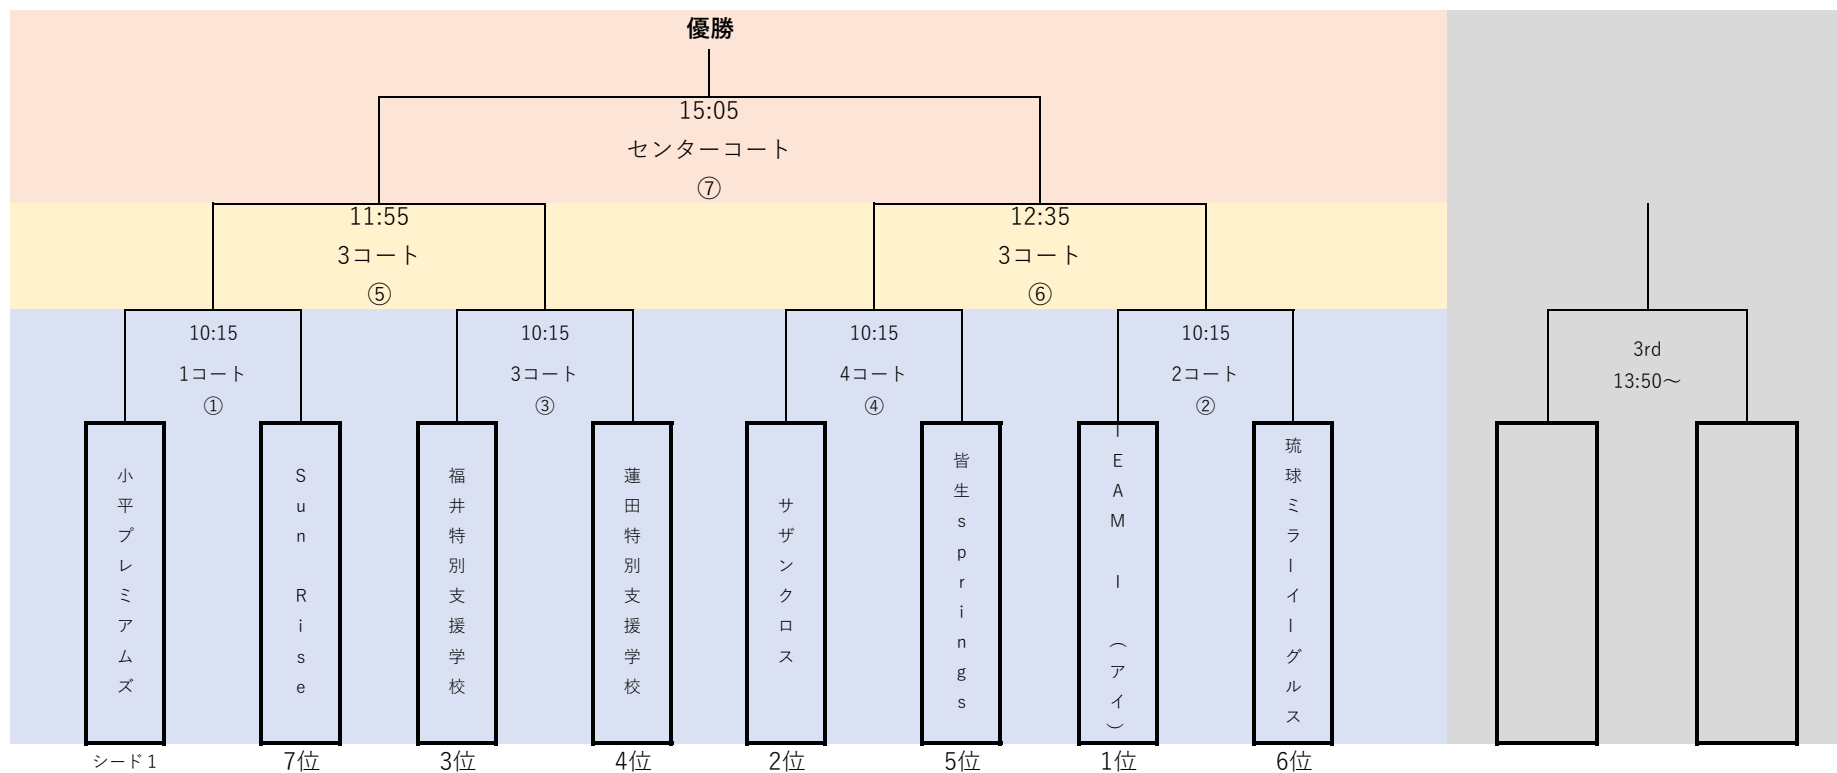 優勝
15:05
センターコート
⑦
11:55
3コート
⑤
12:35
3コート
⑥
10:15
1コート
①
10:15
3コート
③
10:15
4コート
④
10:15
2コート
②
3rd
13:50～
小平プレミアムズ
Sun Rise
福井特別支援学校
蓮田特別支援学校
サザンクロス
皆生springs
EAM I （アイ）
琉球ミラーイーグルス
シード１
7位
3位
4位
2位
5位
1位
6位